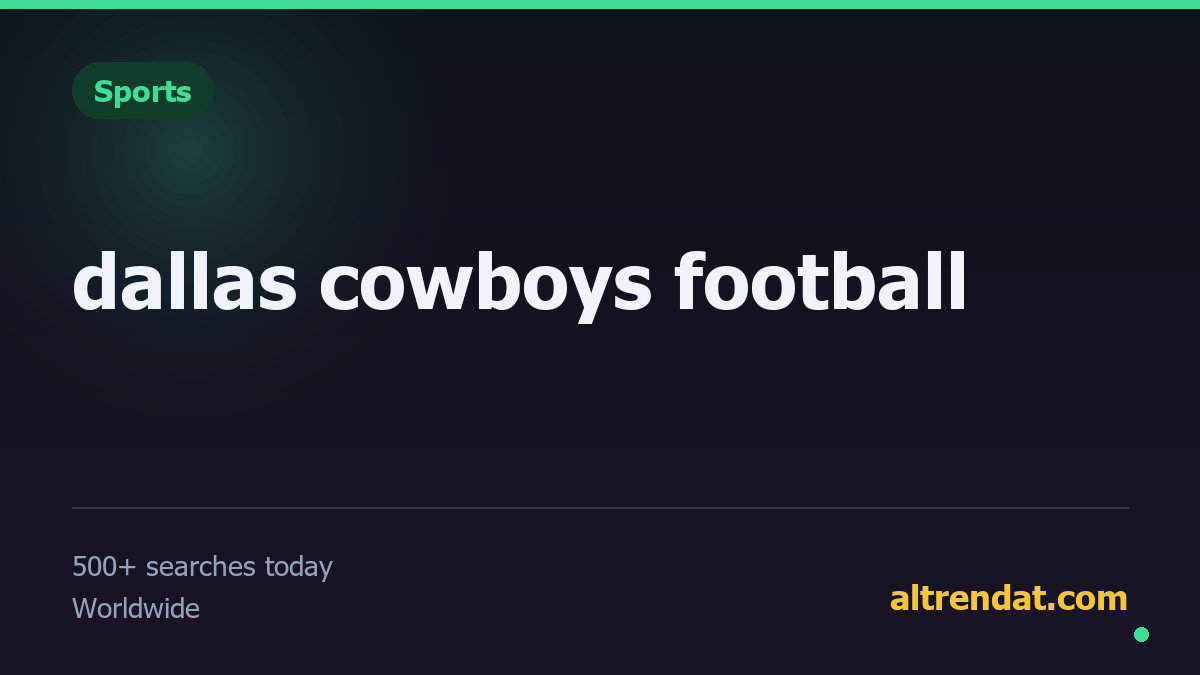 Sports
dallas cowboys football
500+ searches today
Worldwide
altrendat.com